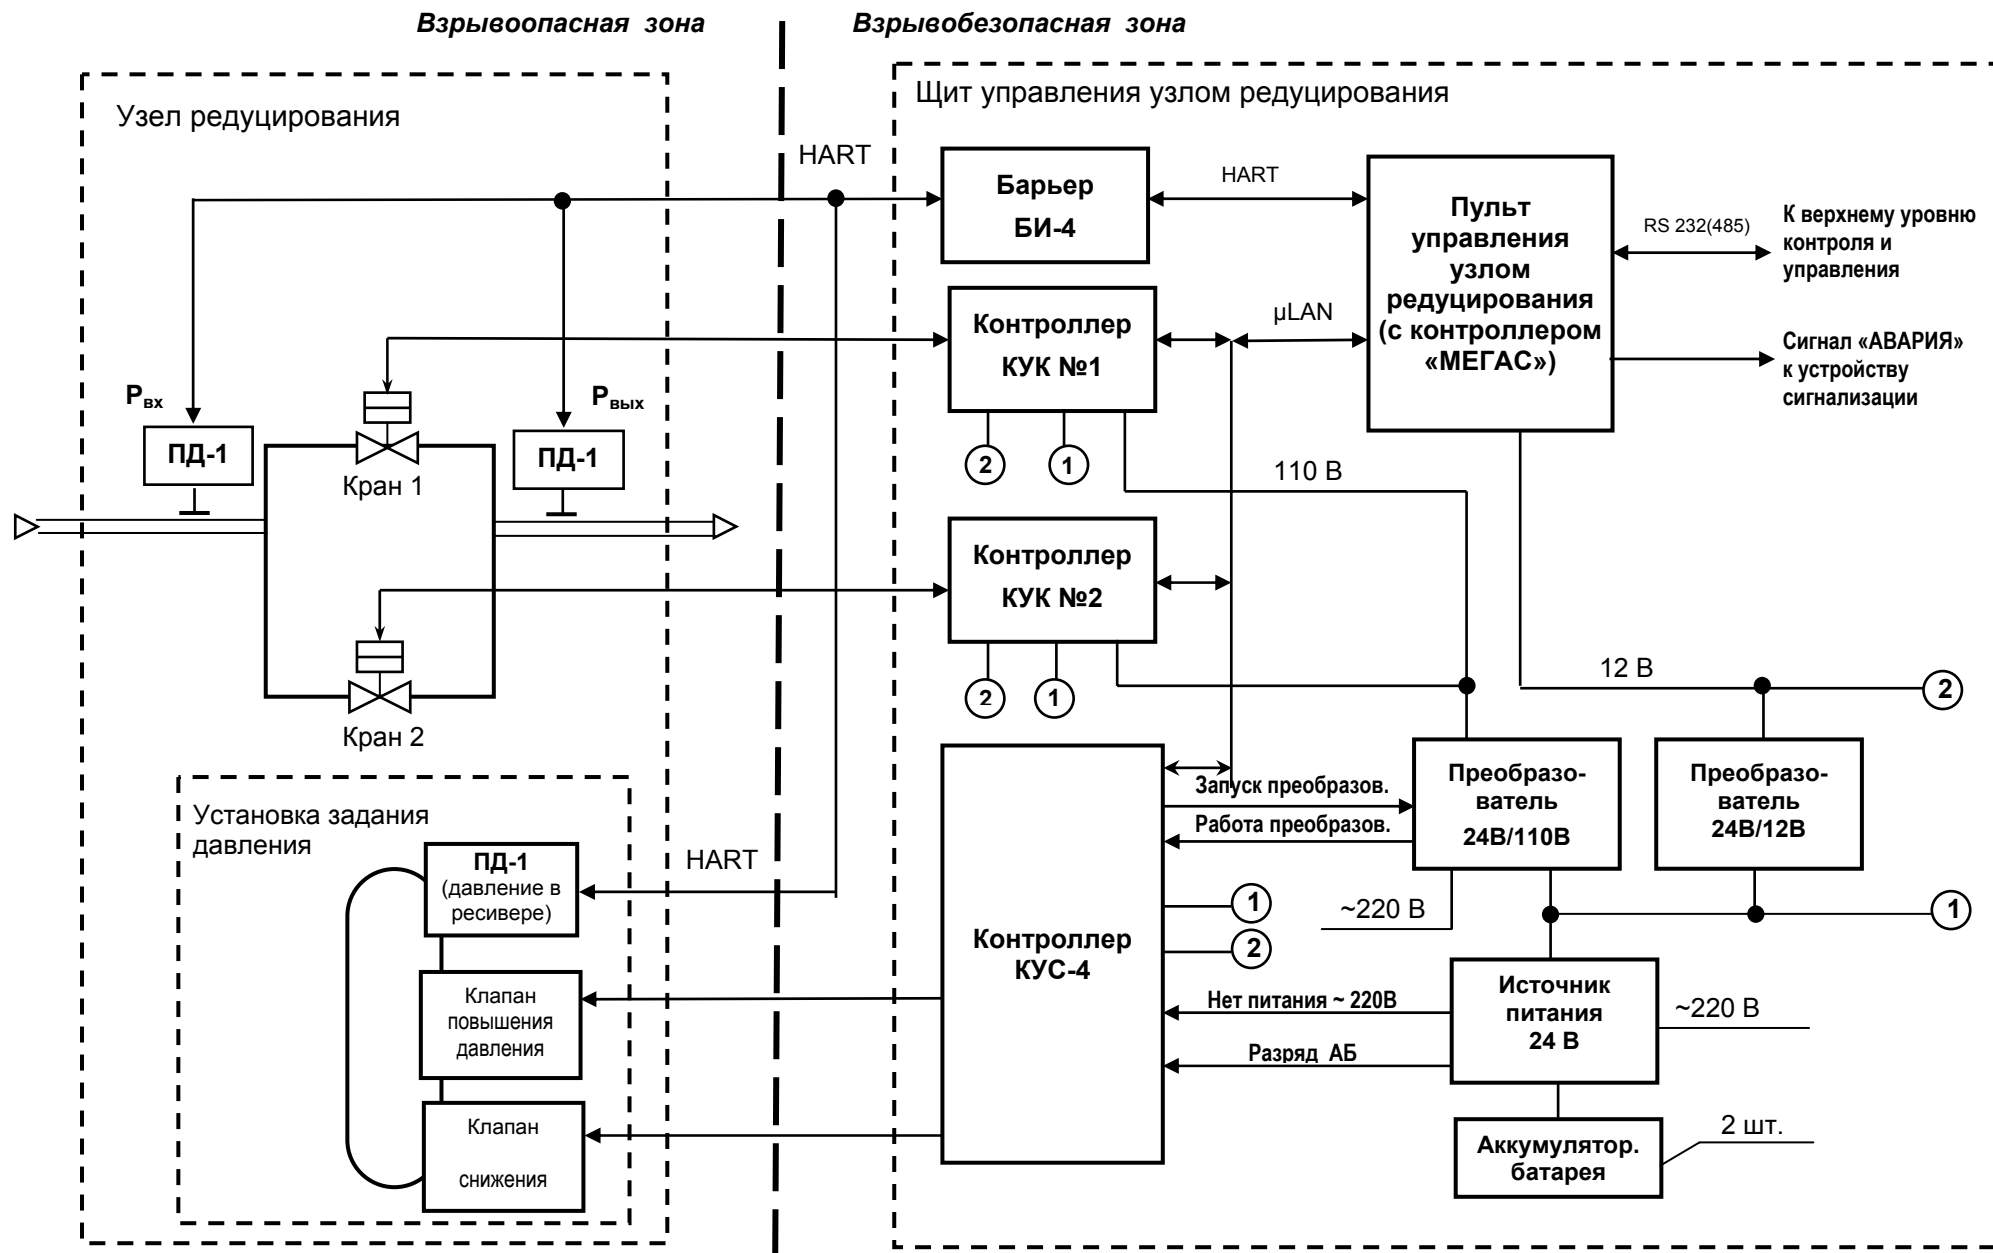 Взрывоопасная зона
Взрывобезопасная зона
Узел редуцирования
Щит управления узлом редуцирования
HART
Барьер
БИ-4
HART
Пульт
управления
узлом
редуцирования
(с контроллером
«МЕГАС»)
RS 232(485)
К верхнему уровню
контроля и
управления
Контроллер
КУК №1
µLAN
Сигнал «АВАРИЯ»
к устройству
сигнализации
Pвх
Pвых
ПД-1
ПД-1
Кран 1
2
1
110 В
Контроллер
КУК №2
2
1
12 В
2
Кран 2
Установка задания
давления
ПД-1
(давление в
ресивере)
HART
Клапан
повышения
давления
Клапан
снижения
Контроллер
КУС-4
Запуск преобразов.
Работа преобразов.
Преобразо-
ватель
24В/110В
Преобразо-
ватель
24В/12В
1
2
~220 В
1
Нет питания ~ 220В
Разряд АБ
Источник
питания
24 В
~220 В
Аккумулятор.
батарея
2 шт.